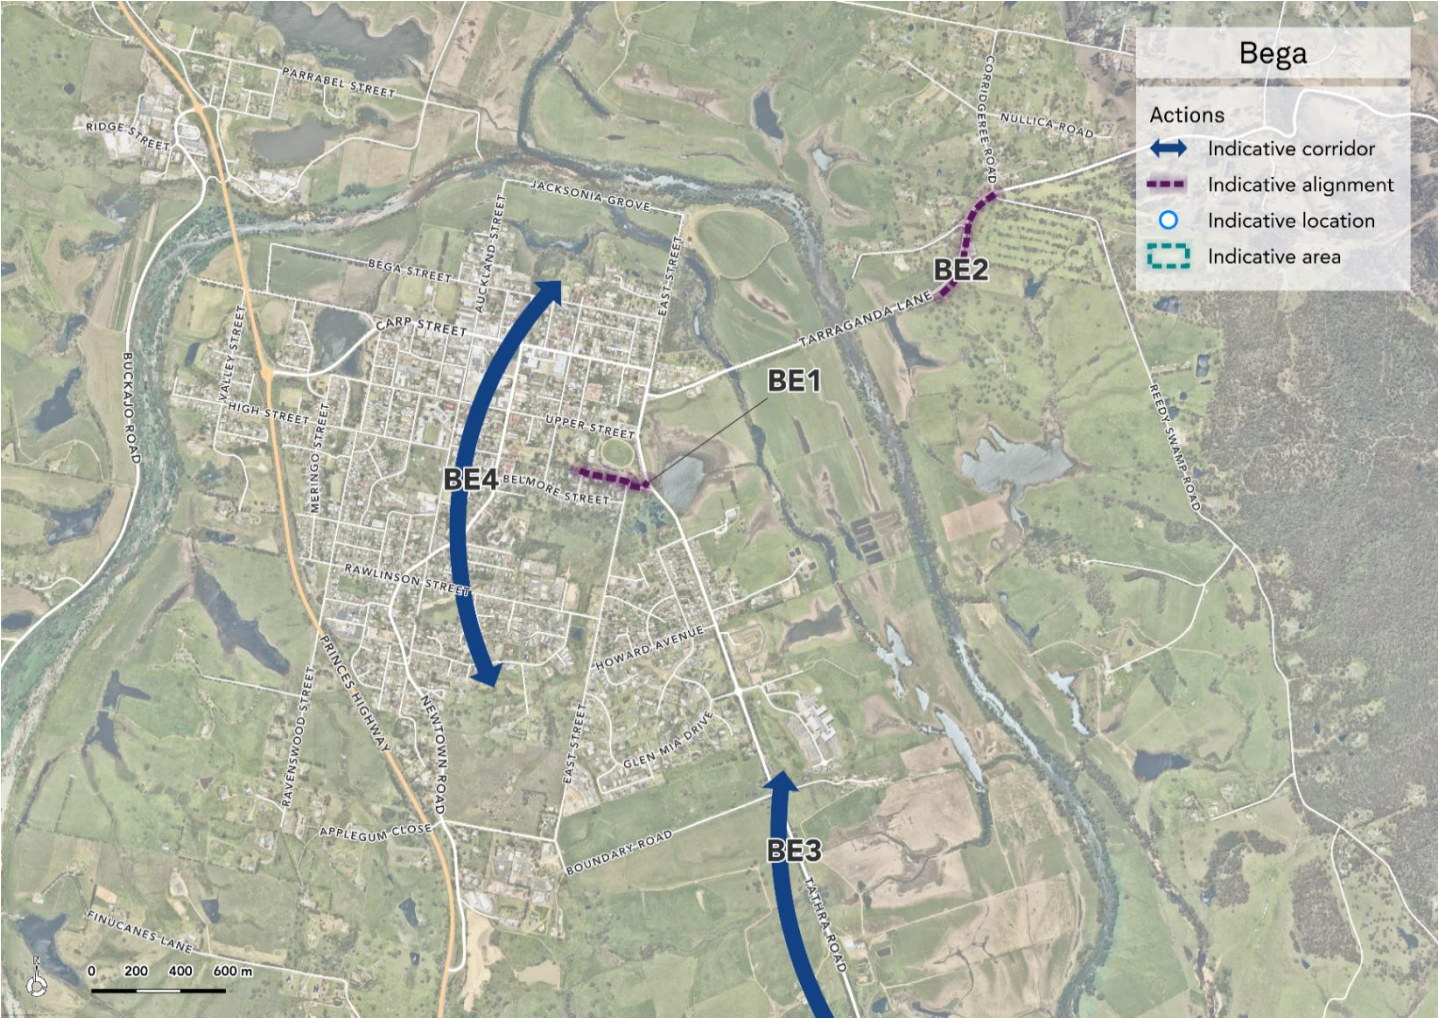 Bega
Actions
Indicative corridor
Indicative alignment
Indicative location
Indicative area
PARRABEL STREET
RIDGE STREET
CORRIDGEREE ROAD
NULLICA ROAD
JACKSONIA GROVE
AUCKLAND STREET
BEGA STREET
EAST STREET
BE2
CARP STREET
TARRAGANDA LANE
VALLEY STREET
BUCKAJO ROAD
BE1
REEDY SWAMP ROAD
HIGH STREET
MERINGO STREET
UPPER STREET
BE4
BELMORE STREET
RAWLINSON STREET
HOWARD AVENUE
PRINCES HIGHWAY
RAVENSWOOD STREET
NEWTOWN ROAD
EAST STREET
GLEN MIA DRIVE
APPLEGUM CLOSE
BOUNDARY ROAD
BE3
TATHRA ROAD
FINUCANES LANE
N
0 200 400 600 m